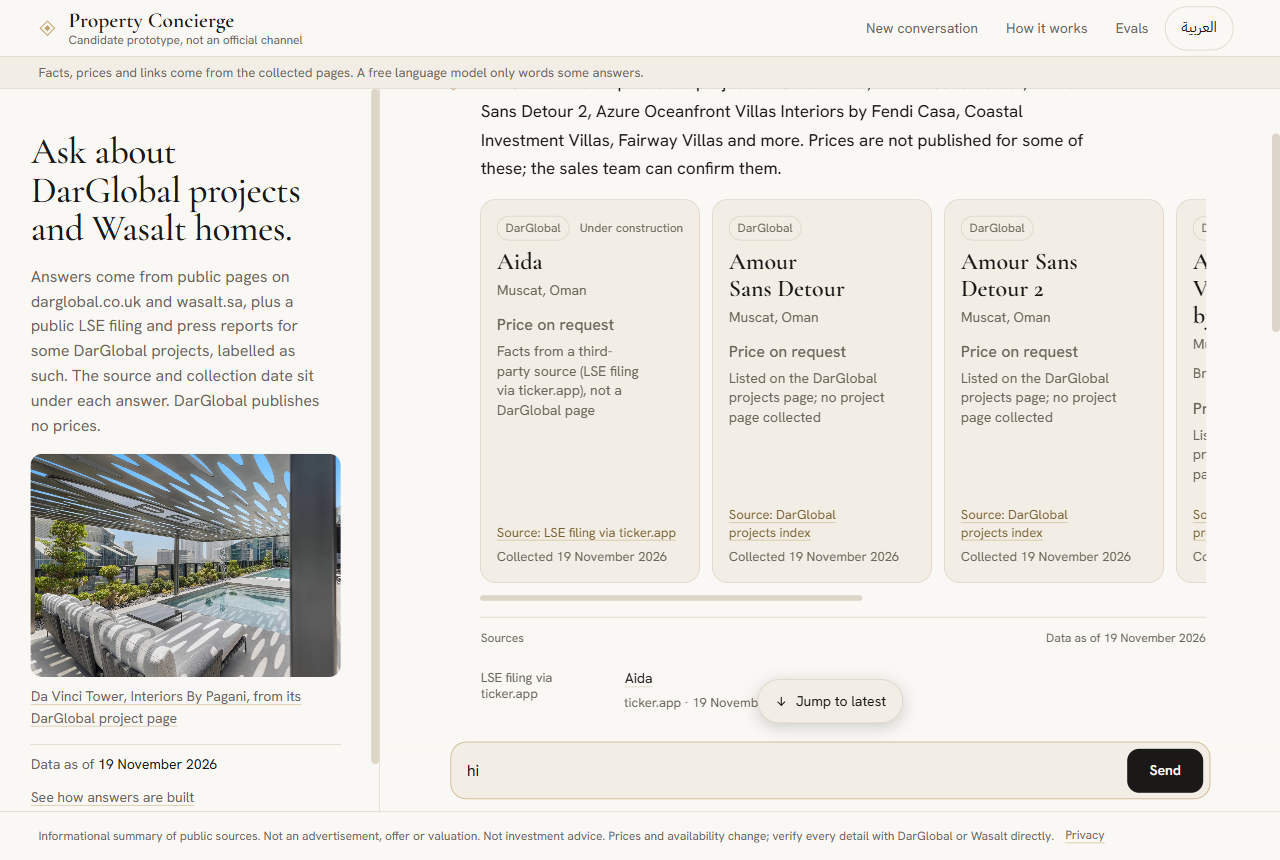 Property Concierge
Candidate prototype, not an official channel
New conversation
How it works
Evals
العربية
Facts, prices and links come from the collected pages. A free language model only words some answers.
Ask about
DarGlobal projects
and Wasalt homes.
Answers come from public pages on
darglobal.co.uk and wasalt.sa, plus a
public LSE filing and press reports for
some DarGlobal projects, labelled as
such. The source and collection date sit
under each answer. DarGlobal publishes
no prices.
Da Vinci Tower, Interiors By Pagani, from its
DarGlobal project page
Data as of 19 November 2026
See how answers are built
Sans Detour 2, Azure Oceanfront Villas Interiors by Fendi Casa, Coastal
Investment Villas, Fairway Villas and more. Prices are not published for some of
these; the sales team can confirm them.
DarGlobal
Under construction
Aida
Muscat, Oman
Price on request
Facts from a third-
party source (LSE filing
via ticker.app), not a
DarGlobal page
Source: LSE filing via ticker.app
Collected 19 November 2026
DarGlobal
Amour
Sans Detour
Muscat, Oman
Price on request
Listed on the DarGlobal
projects page; no project
page collected
Source: DarGlobal
projects index
Collected 19 November 2026
DarGlobal
Amour Sans
Detour 2
Muscat, Oman
Price on request
Listed on the DarGlobal
projects page; no project
page collected
Source: DarGlobal
projects index
Collected 19 November 2026
Sources
Data as of 19 November 2026
LSE filing via
ticker.app
Aida
ticker.app · 19 Novemb
↓ Jump to latest
hi
Send
Informational summary of public sources. Not an advertisement, offer or valuation. Not investment advice. Prices and availability change; verify every detail with DarGlobal or Wasalt directly.
Privacy